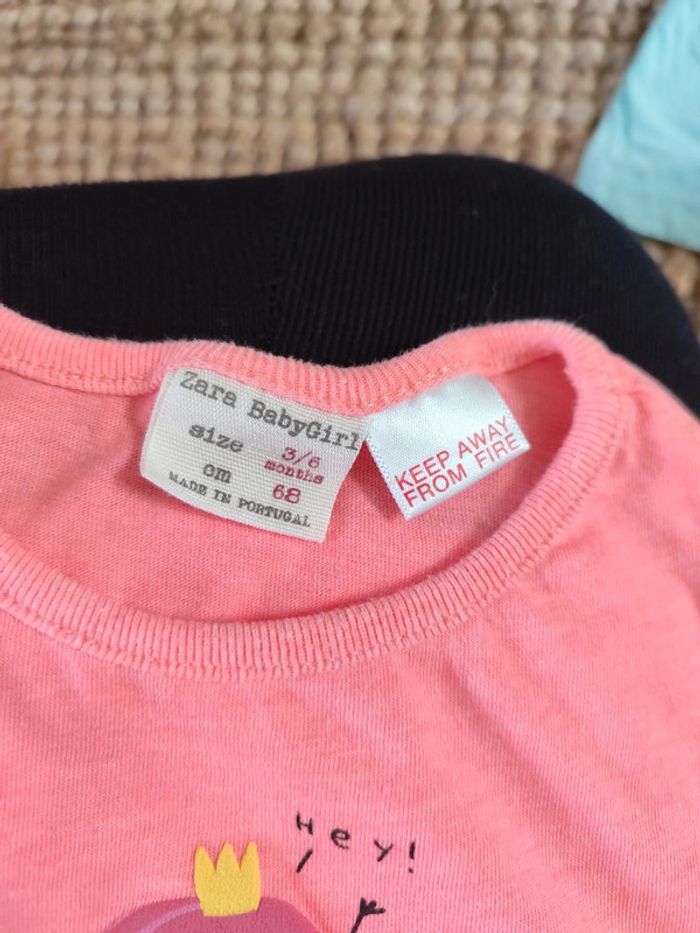 Zara BabyGirl
size 3/6
months
cm 68
MADE IN PORTUGAL
KEEP AWAY
FROM FIRE
Hey!